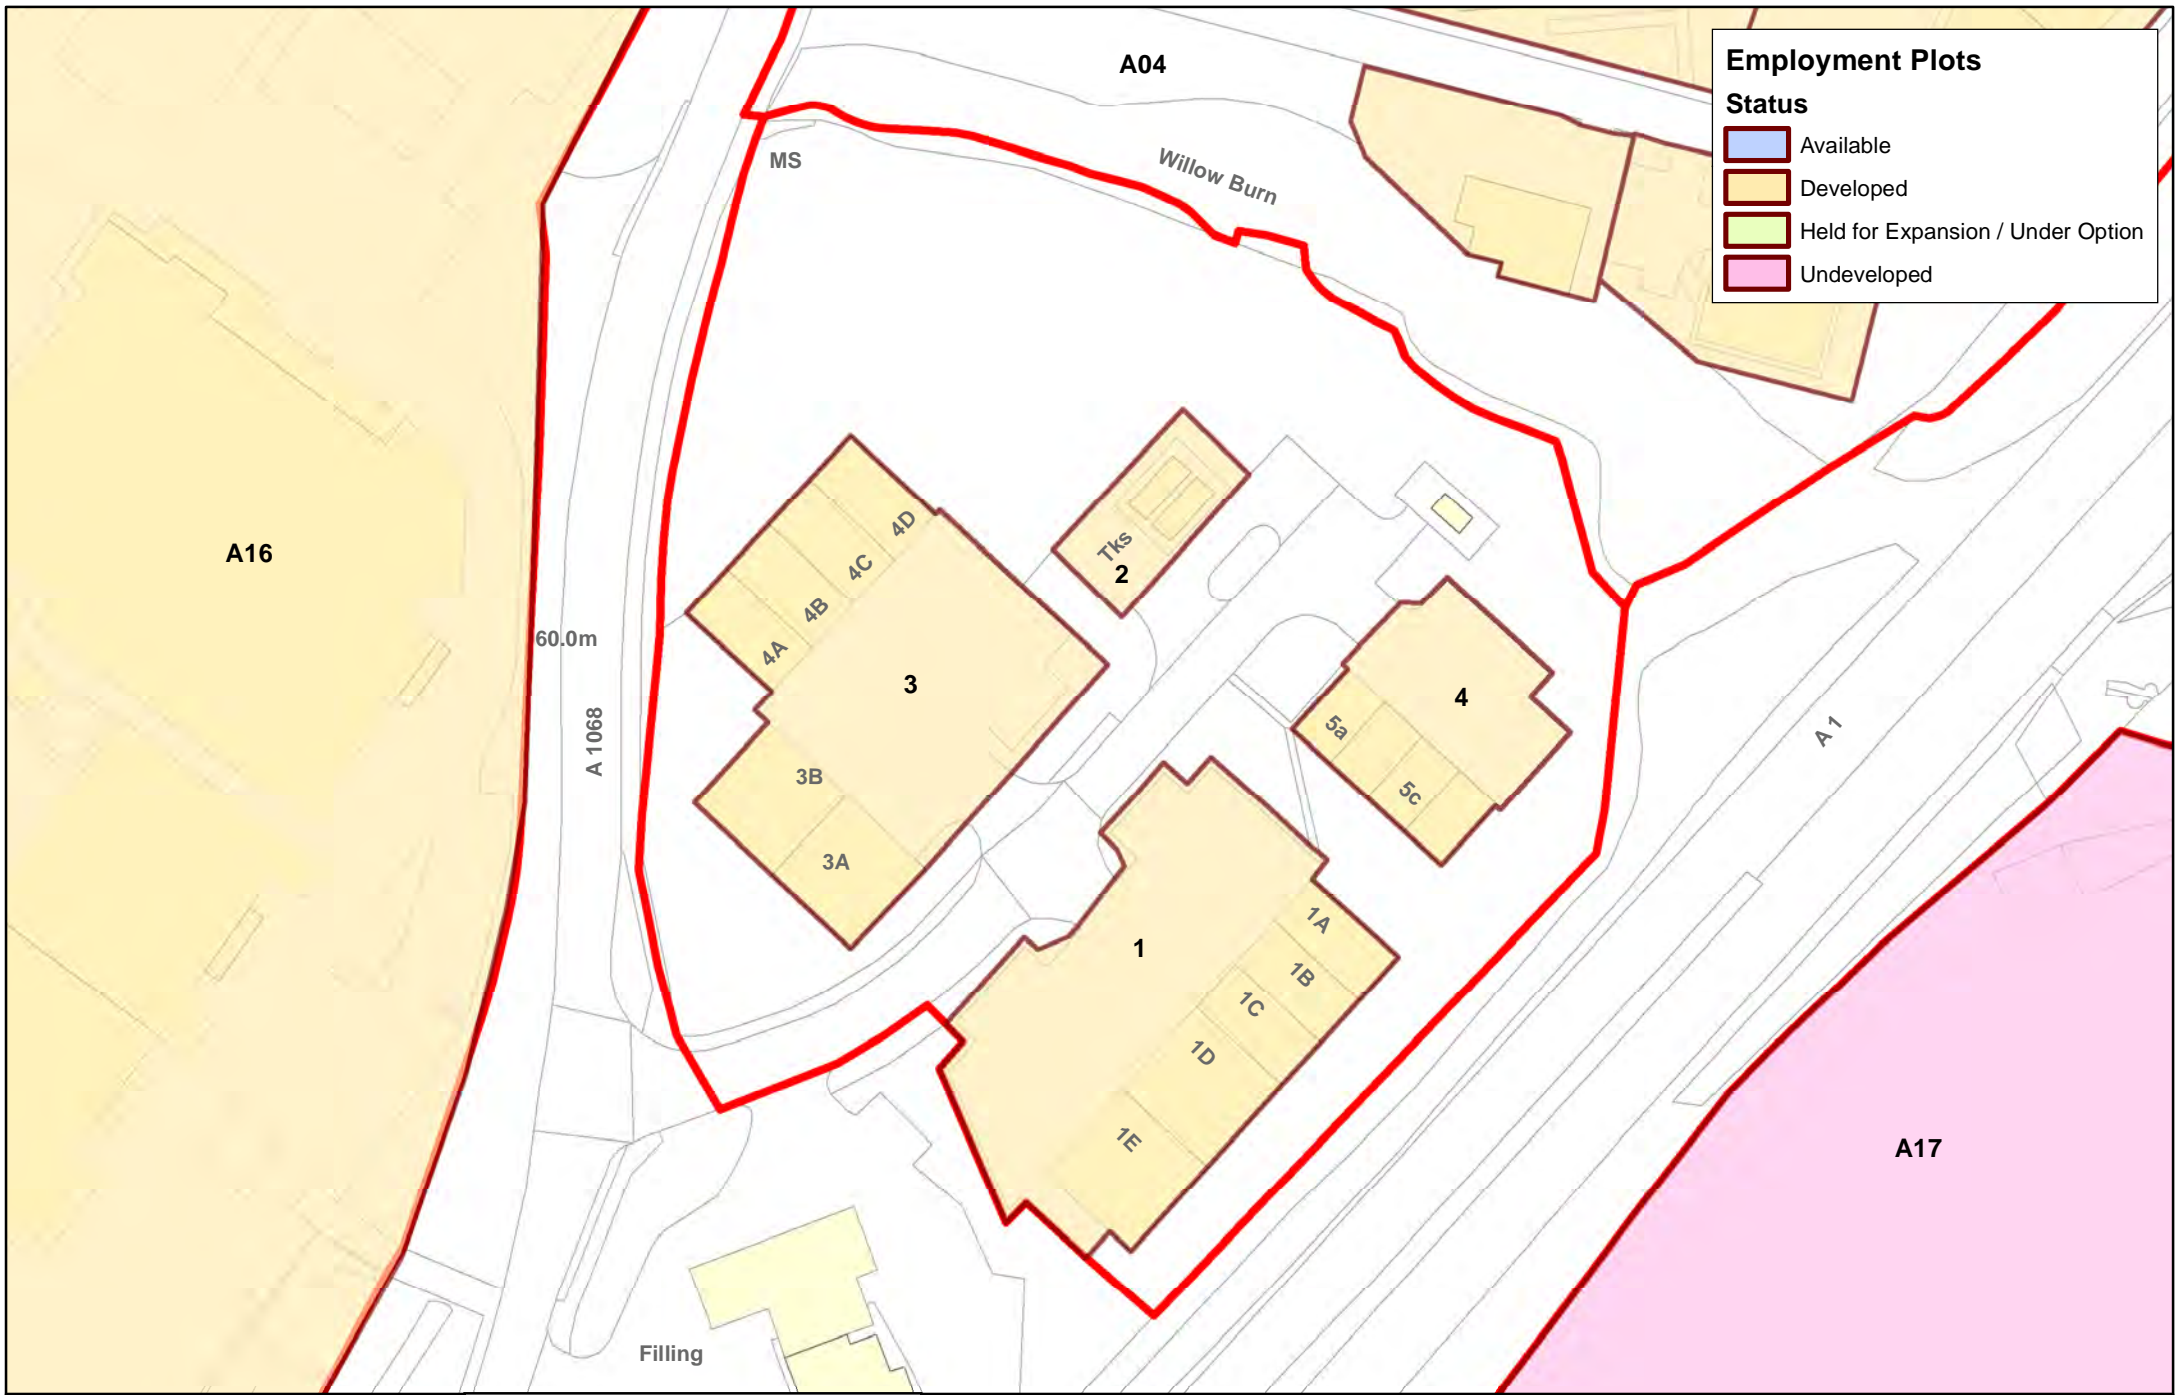 A04
Employment Plots
Status
Available
Developed
Held for Expansion / Under Option
Undeveloped
MS
Willow Burn
A16
60.0m
A 1068
4D
4C
4B
4A
3
3B
3A
Tks
2
4
5a
5c
A 1
1
1A
1B
1C
1D
1E
A17
Filling